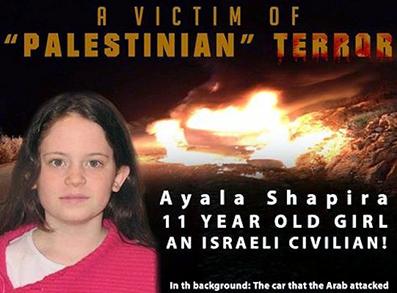 A VICTIM OF
"PALESTINIAN" TERROR
Ayala Shapira
11 YEAR OLD GIRL
AN ISRAELI CIVILIAN!
In th background: The car that the Arab attacked